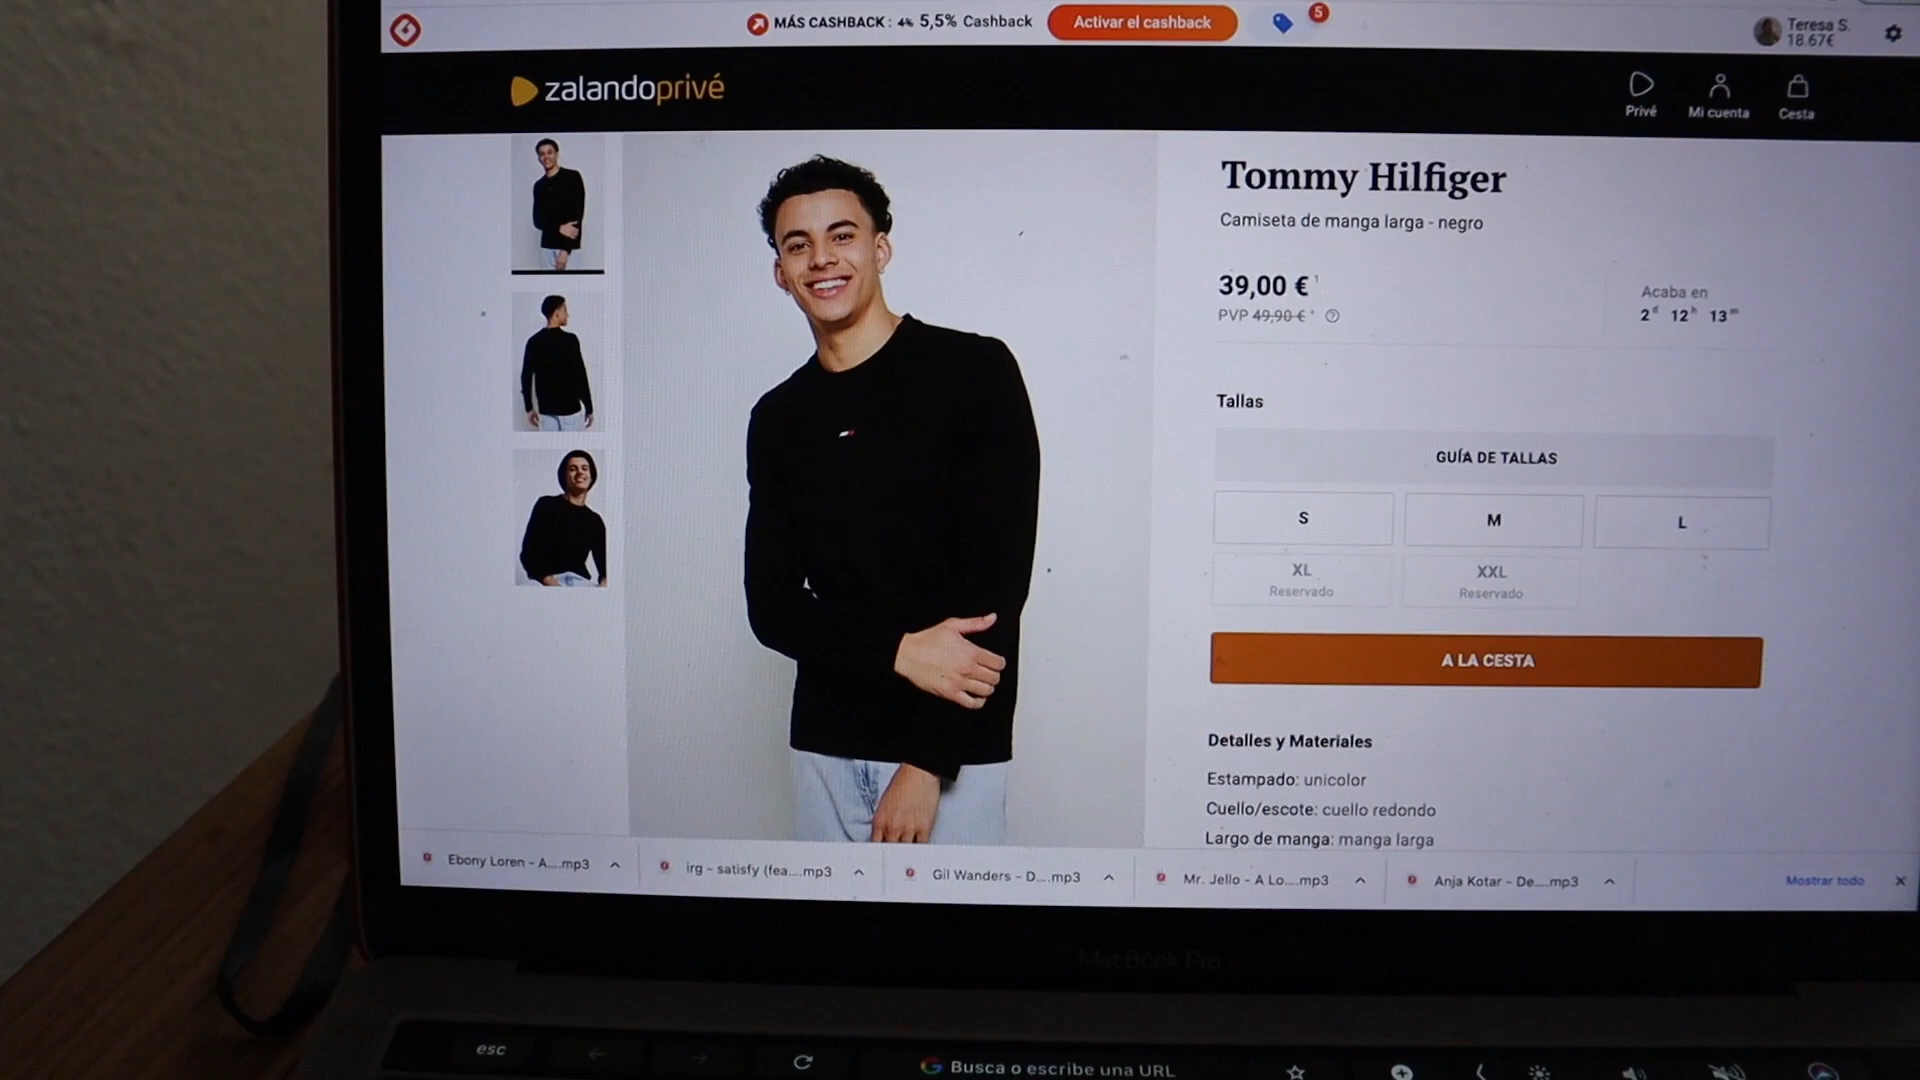 MÁS CASHBACK : 4% 5,5% Cashback
Activar el cashback
5
Teresa S.
18.67€
zalandoprivé
Privé
Mi cuenta
Cesta
Tommy Hilfiger
Camiseta de manga larga - negro
39,00 € ¹
PVP 49,90 € *
Acaba en
2d 12h 13m
Tallas
GUÍA DE TALLAS
S
M
L
XL
Reservado
XXL
Reservado
A LA CESTA
Detalles y Materiales
Estampado: unicolor
Cuello/escote: cuello redondo
Largo de manga: manga larga
Ebony Loren - A....mp3
irg - satisfy (fea....mp3
Gil Wanders - D....mp3
Mr. Jello - A Lo....mp3
Anja Kotar - De....mp3
Mostrar todo
MacBook Pro
esc
Busca o escribe una URL